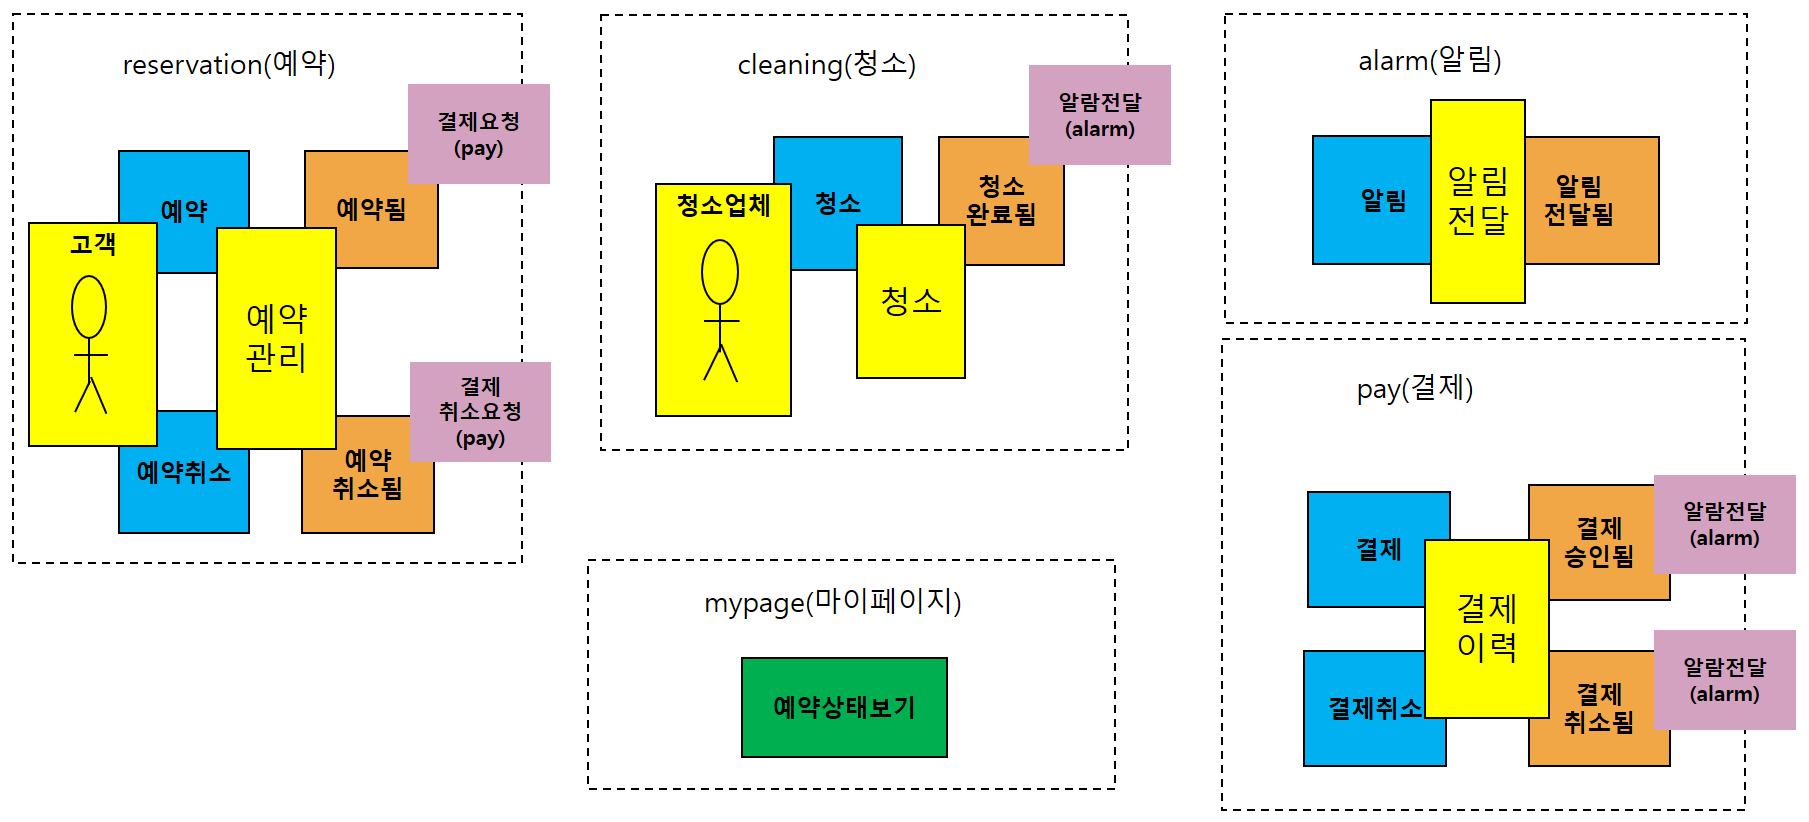 reservation(예약)
결제요청
(pay)
예약
예약됨
고객
예약
관리
결제
취소요청
(pay)
예약취소
예약
취소됨
cleaning(청소)
알람전달
(alarm)
청소업체
청소
청소
완료됨
청소
mypage(마이페이지)
예약상태보기
alarm(알림)
알림
알림
전달
알림
전달됨
pay(결제)
결제
결제
승인됨
알람전달
(alarm)
결제
이력
결제취소
결제
취소됨
알람전달
(alarm)